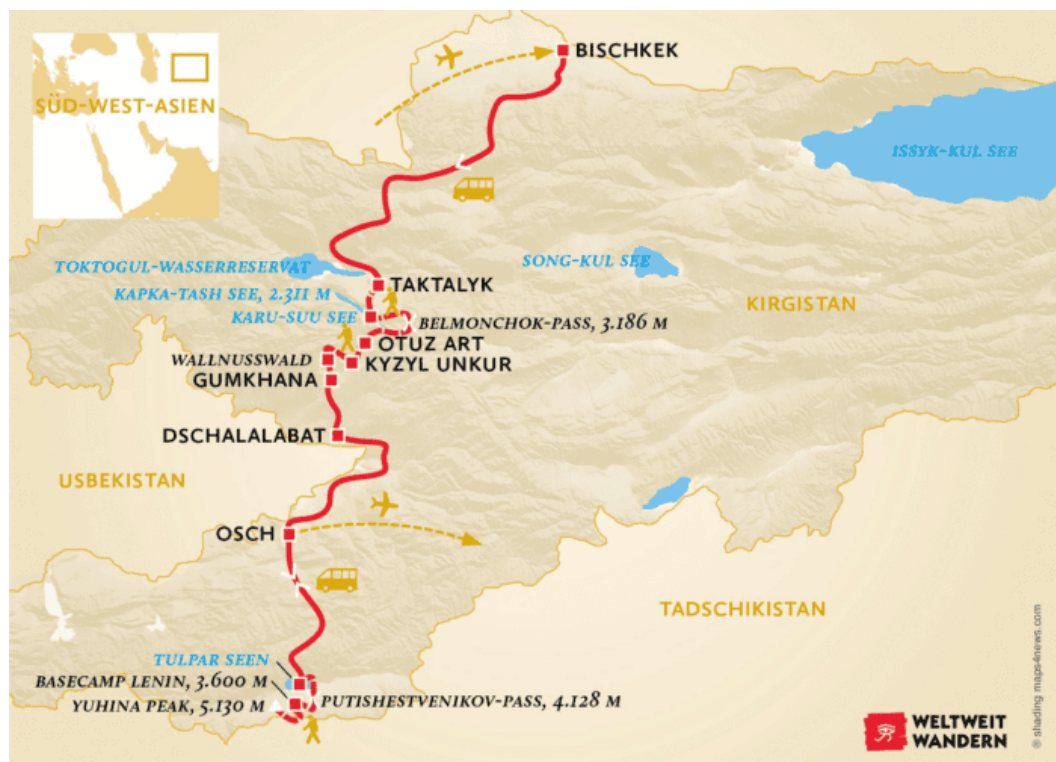 BISCHKEK
SÜD-WEST-ASIEN
ISSYK-KUL SEE
TOKTOGUL-WASSERRESERVAT
SONG-KUL SEE
TAKTALYK
KAPKA-TASH SEE, 2.311 M
KIRGISTAN
KARU-SUU SEE
BELMONCHOK-PASS, 3.186 M
OTUZ ART
WALLNUSSWALD
KYZYL UNKUR
GUMKHANA
DSCHALALABAT
USBEKISTAN
OSCH
TADSCHIKISTAN
TULPAR SEEN
BASECAMP LENIN, 3.600 M
YUHINA PEAK, 5.130 M
PUTISHESTVENIKOV-PASS, 4.128 M
WELTWEIT
WANDERN
® shading maps4news.com